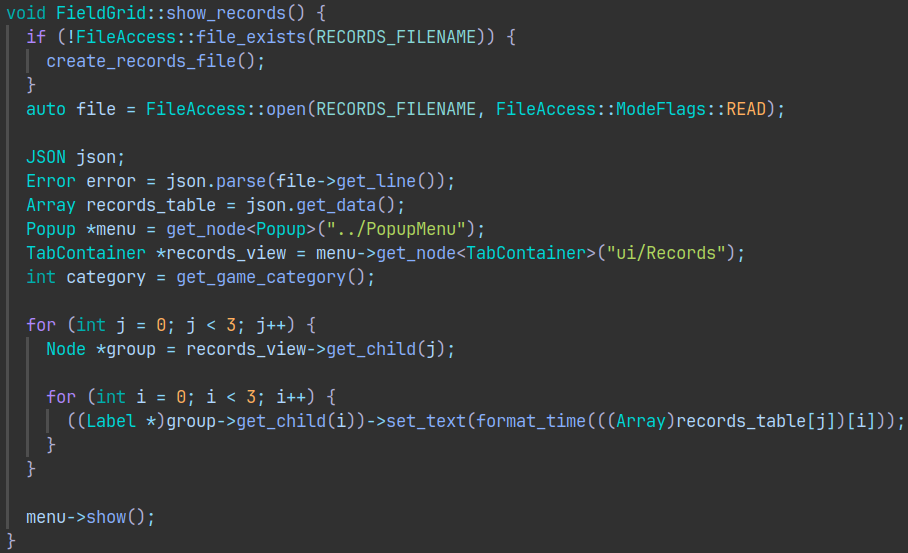 void FieldGrid::show_records() {
if (!FileAccess::file_exists(RECORDS_FILENAME)) {
create_records_file();
}
auto file = FileAccess::open(RECORDS_FILENAME, FileAccess::ModeFlags::READ);
JSON json;
Error error = json.parse(file->get_line());
Array records_table = json.get_data();
Popup *menu = get_node<Popup>("../PopupMenu");
TabContainer *records_view = menu->get_node<TabContainer>("ui/Records");
int category = get_game_category();
for (int j = 0; j < 3; j++) {
Node *group = records_view->get_child(j);
for (int i = 0; i < 3; i++) {
((Label *)group->get_child(i))->set_text(format_time(((Array)records_table[j])[i]));
}
}
menu->show();
}